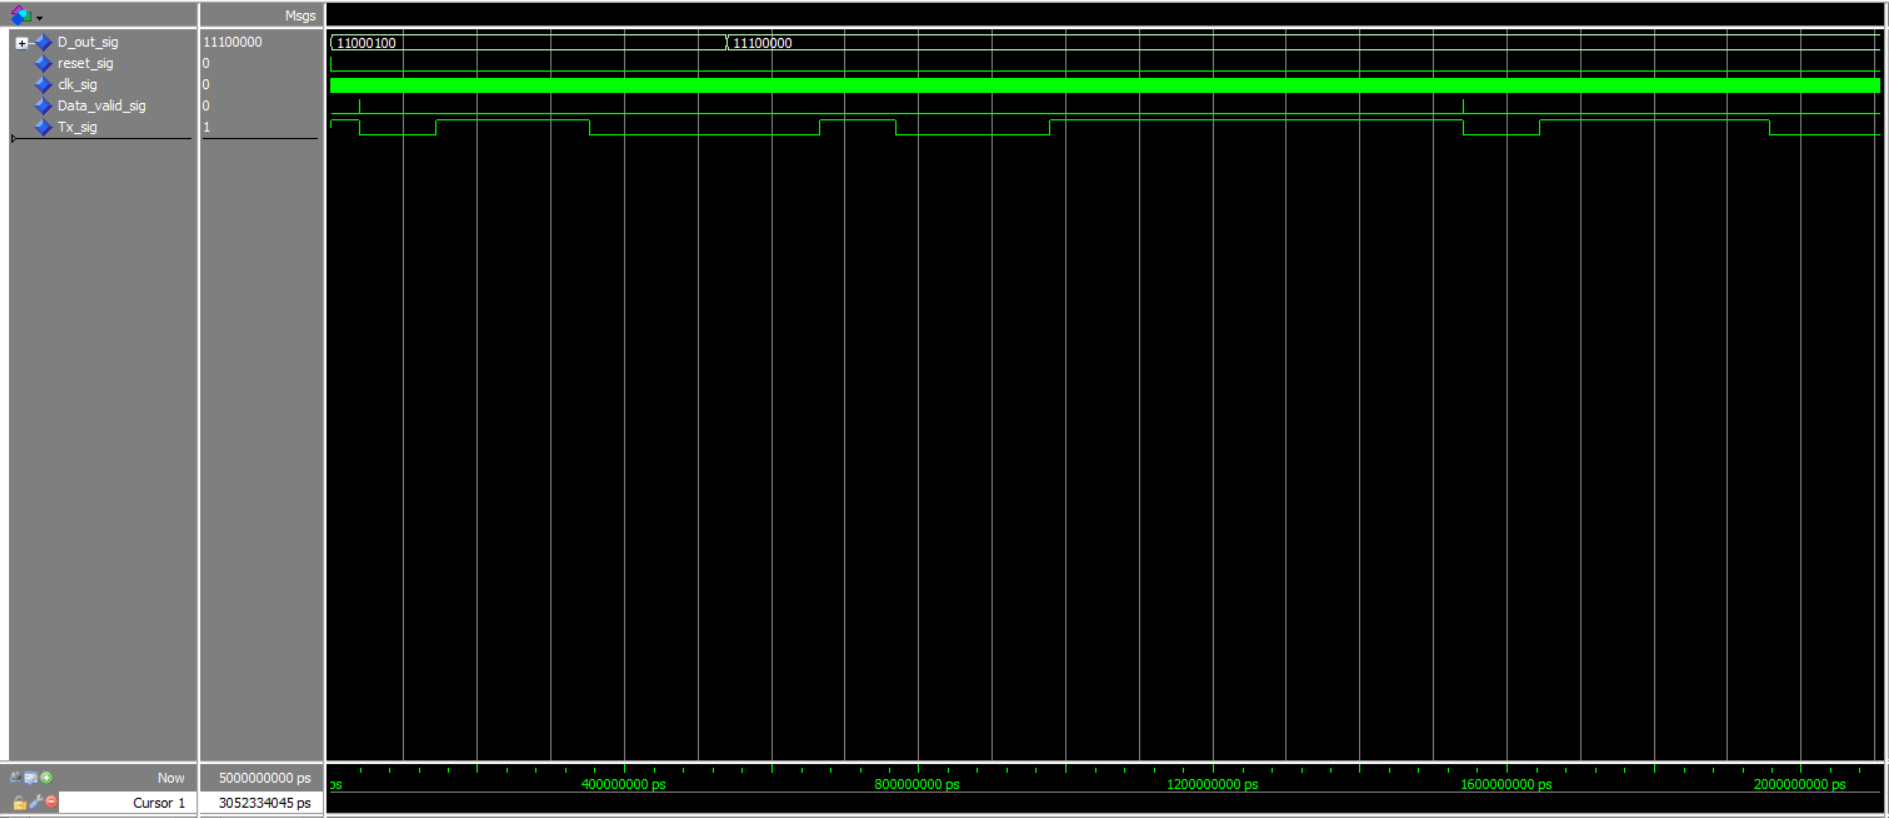 Msgs
D_out_sig 11100000 11000100 11100000
reset_sig 0
clk_sig 0
Data_valid_sig 0
Tx_sig 1
Now 5000000000 ps ps 400000000 ps 800000000 ps 1200000000 ps 1600000000 ps 2000000000 ps
Cursor 1 3052334045 ps